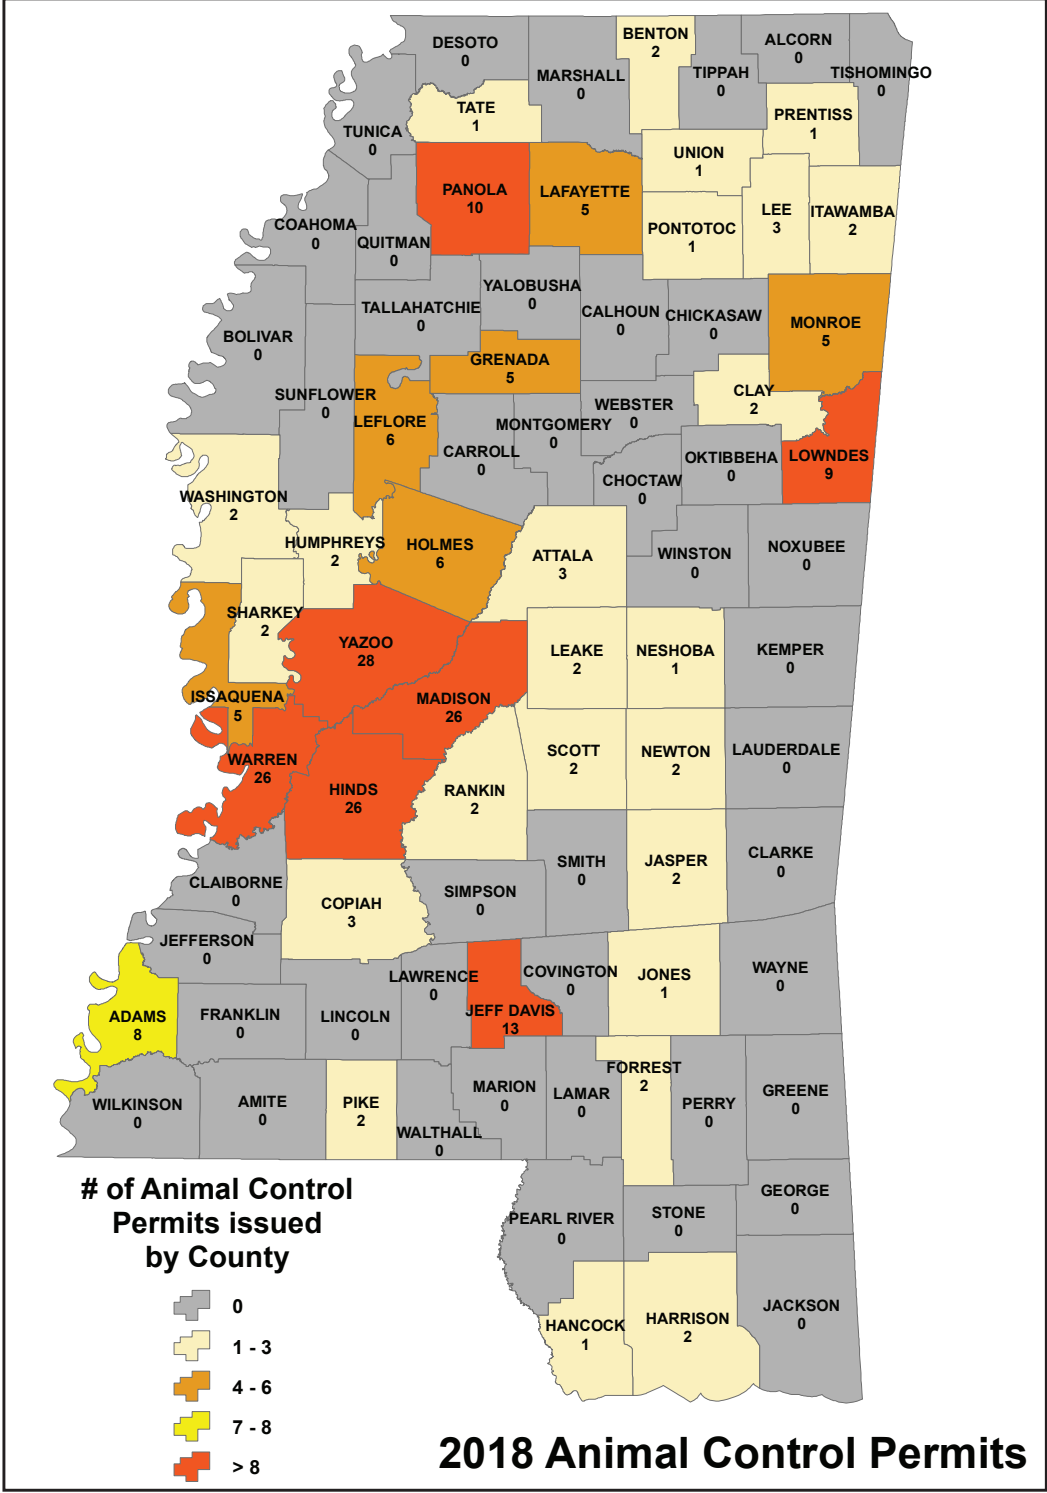 DESOTO
0
MARSHALL
0
BENTON
2
TIPPAH
0
ALCORN
0
TISHOMINGO
0
TUNICA
0
TATE
1
PRENTISS
1
UNION
1
PANOLA
10
LAFAYETTE
5
PONTOTOC
1
LEE
3
ITAWAMBA
2
COAHOMA
0
QUITMAN
0
TALLAHATCHIE
0
YALOBUSHA
0
CALHOUN
0
CHICKASAW
0
MONROE
5
BOLIVAR
0
SUNFLOWER
0
GRENADA
5
LEFLORE
6
CLAY
2
WEBSTER
0
MONTGOMERY
0
CARROLL
0
CHOCTAW
0
OKTIBBEHA
0
LOWNDES
9
WASHINGTON
2
HUMPHREYS
2
HOLMES
6
ATTALA
3
WINSTON
0
NOXUBEE
0
SHARKEY
2
YAZOO
28
LEAKE
2
NESHOBA
1
KEMPER
0
ISSAQUENA
5
MADISON
26
WARREN
26
HINDS
26
RANKIN
2
SCOTT
2
NEWTON
2
LAUDERDALE
0
CLAIBORNE
0
COPIAH
3
SIMPSON
0
SMITH
0
JASPER
2
CLARKE
0
JEFFERSON
0
LAWRENCE
0
COVINGTON
0
JONES
1
WAYNE
0
ADAMS
8
FRANKLIN
0
LINCOLN
0
JEFF DAVIS
13
WILKINSON
0
AMITE
0
PIKE
2
WALTHALL
0
MARION
0
LAMAR
0
FORREST
2
PERRY
0
GREENE
0
PEARL RIVER
0
STONE
0
GEORGE
0
HANCOCK
1
HARRISON
2
JACKSON
0
# of Animal Control
Permits issued
by County
0
1 - 3
4 - 6
7 - 8
> 8
2018 Animal Control Permits